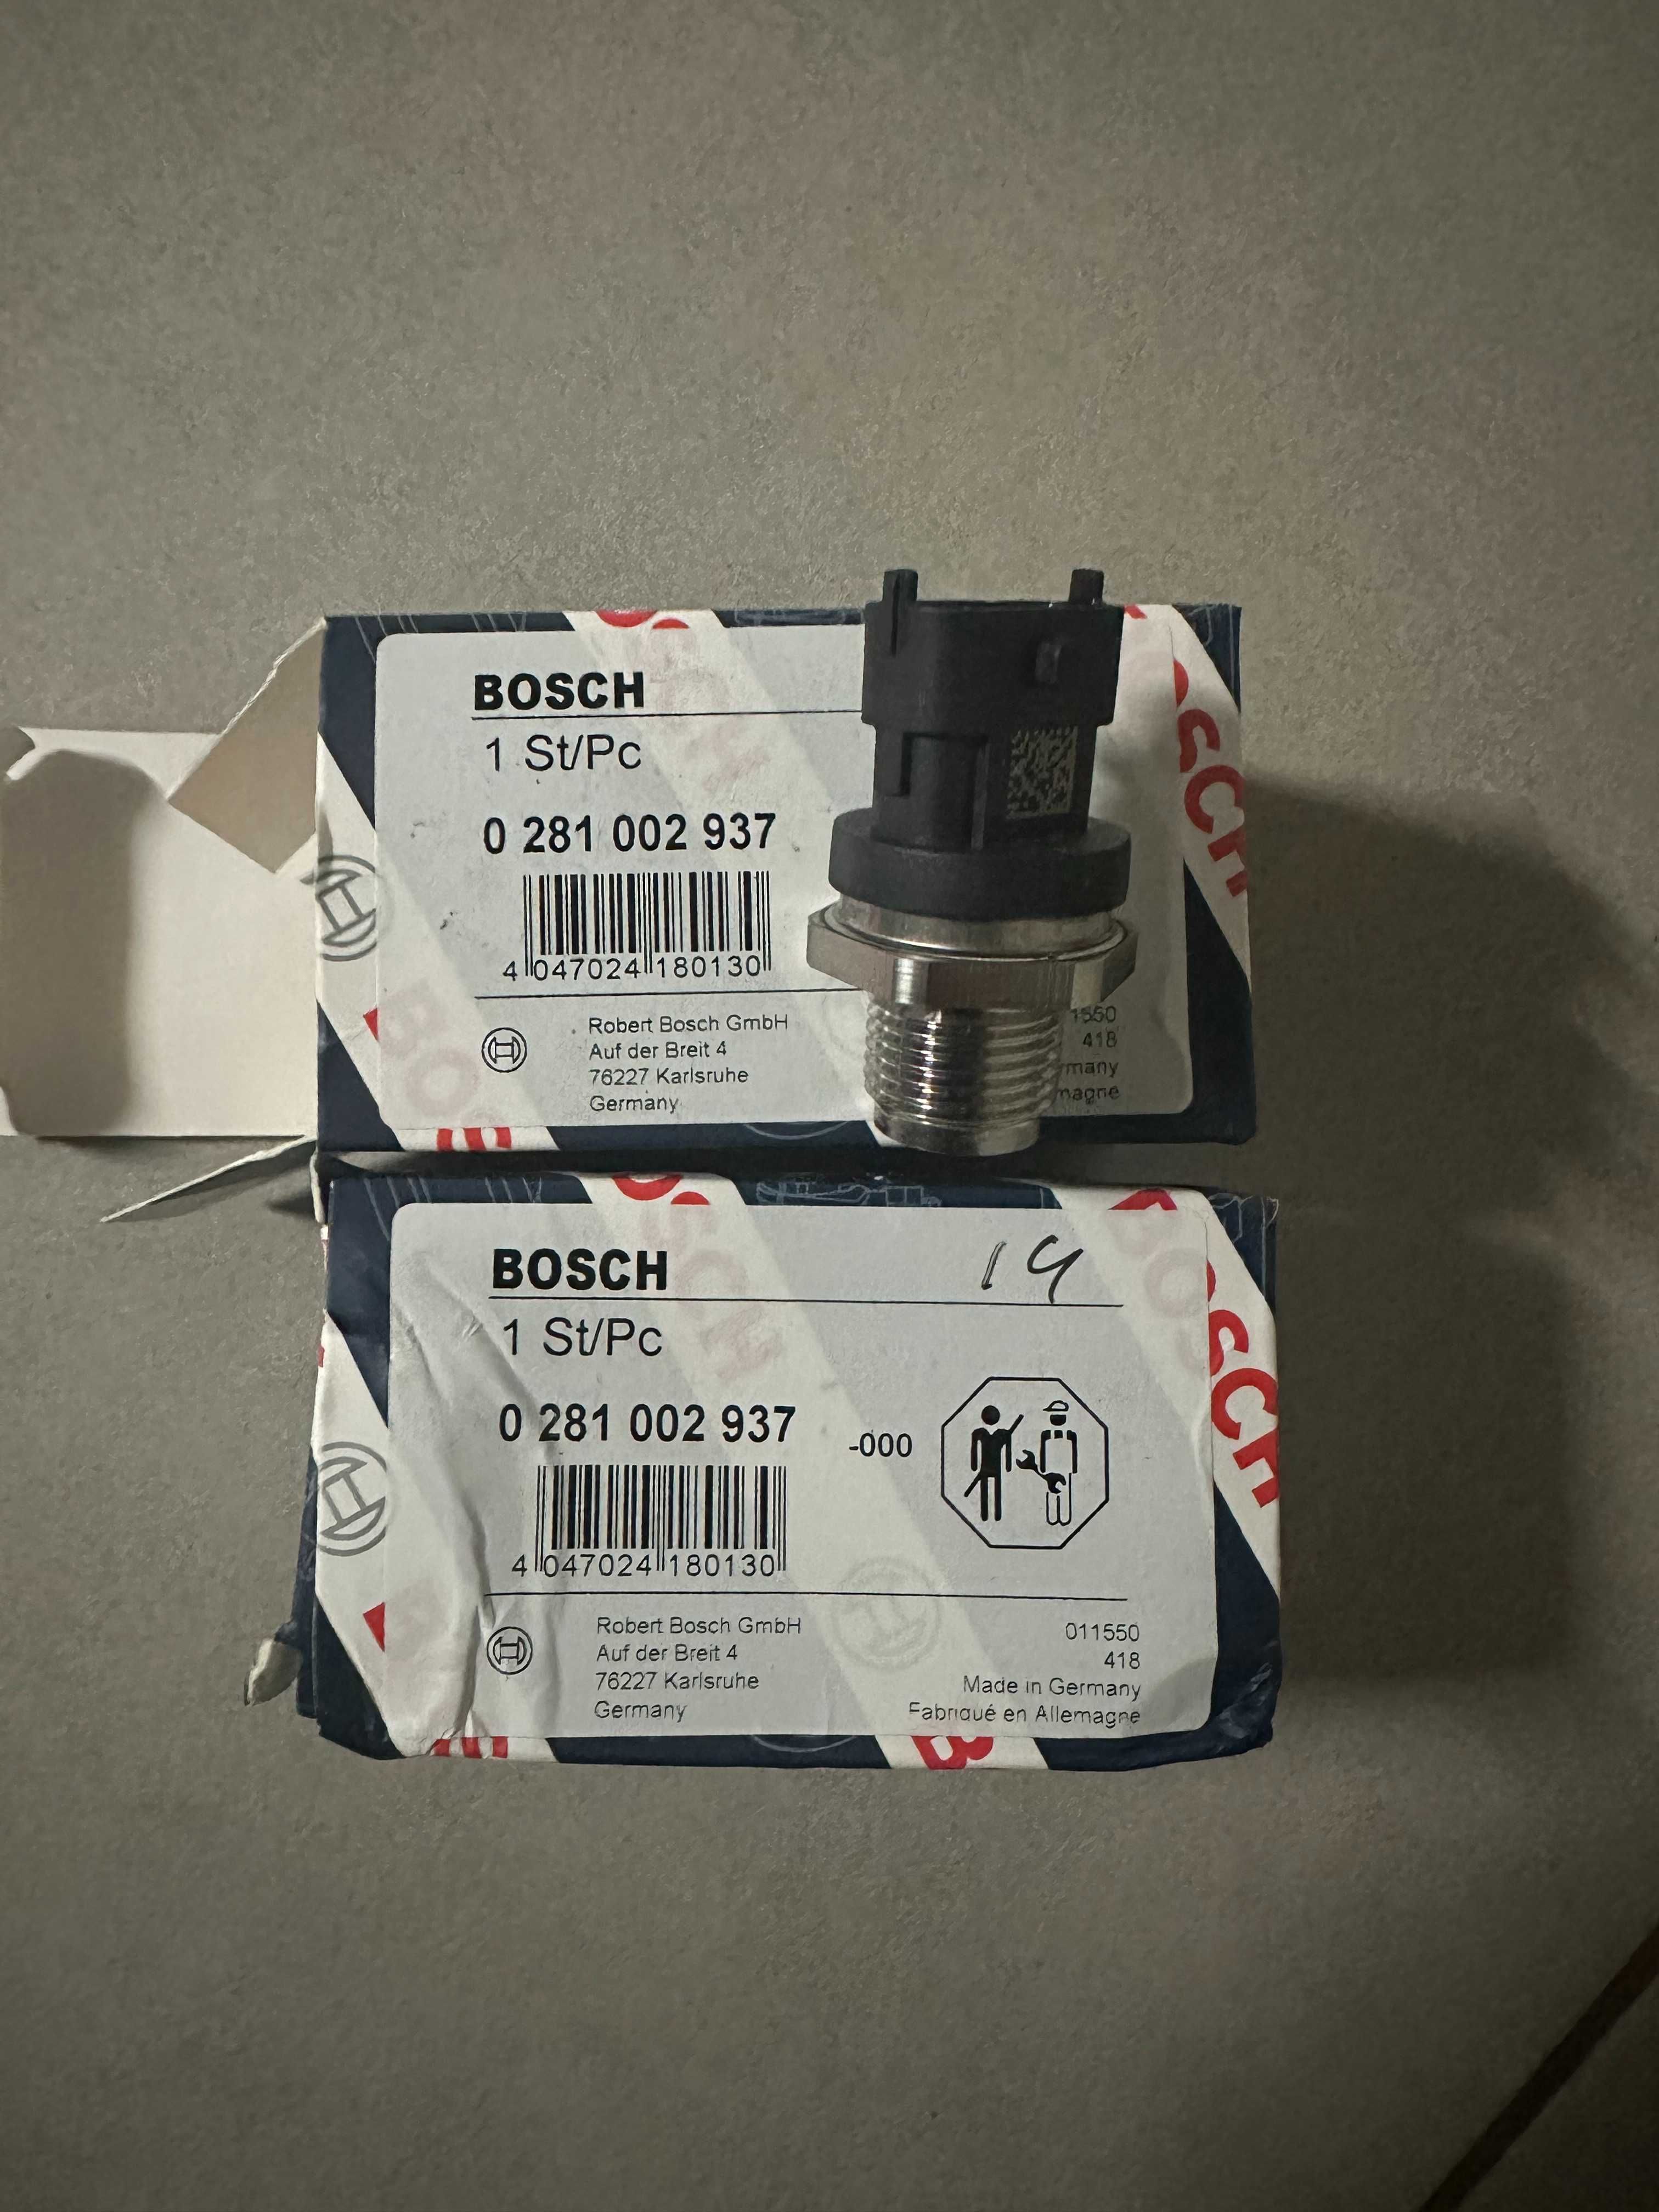 BOSCH
1 St/Pc
0 281 002 937
4 047024 180130
Robert Bosch GmbH
Auf der Breit 4
76227 Karlsruhe
Germany
1550
418
many
magne
BOSCH
14
1 St/Pc
0 281 002 937
-000
4 047024 180130
Robert Bosch GmbH
Auf der Breit 4
76227 Karlsruhe
Germany
011550
418
Made in Germany
Fabriqué en Allemagne